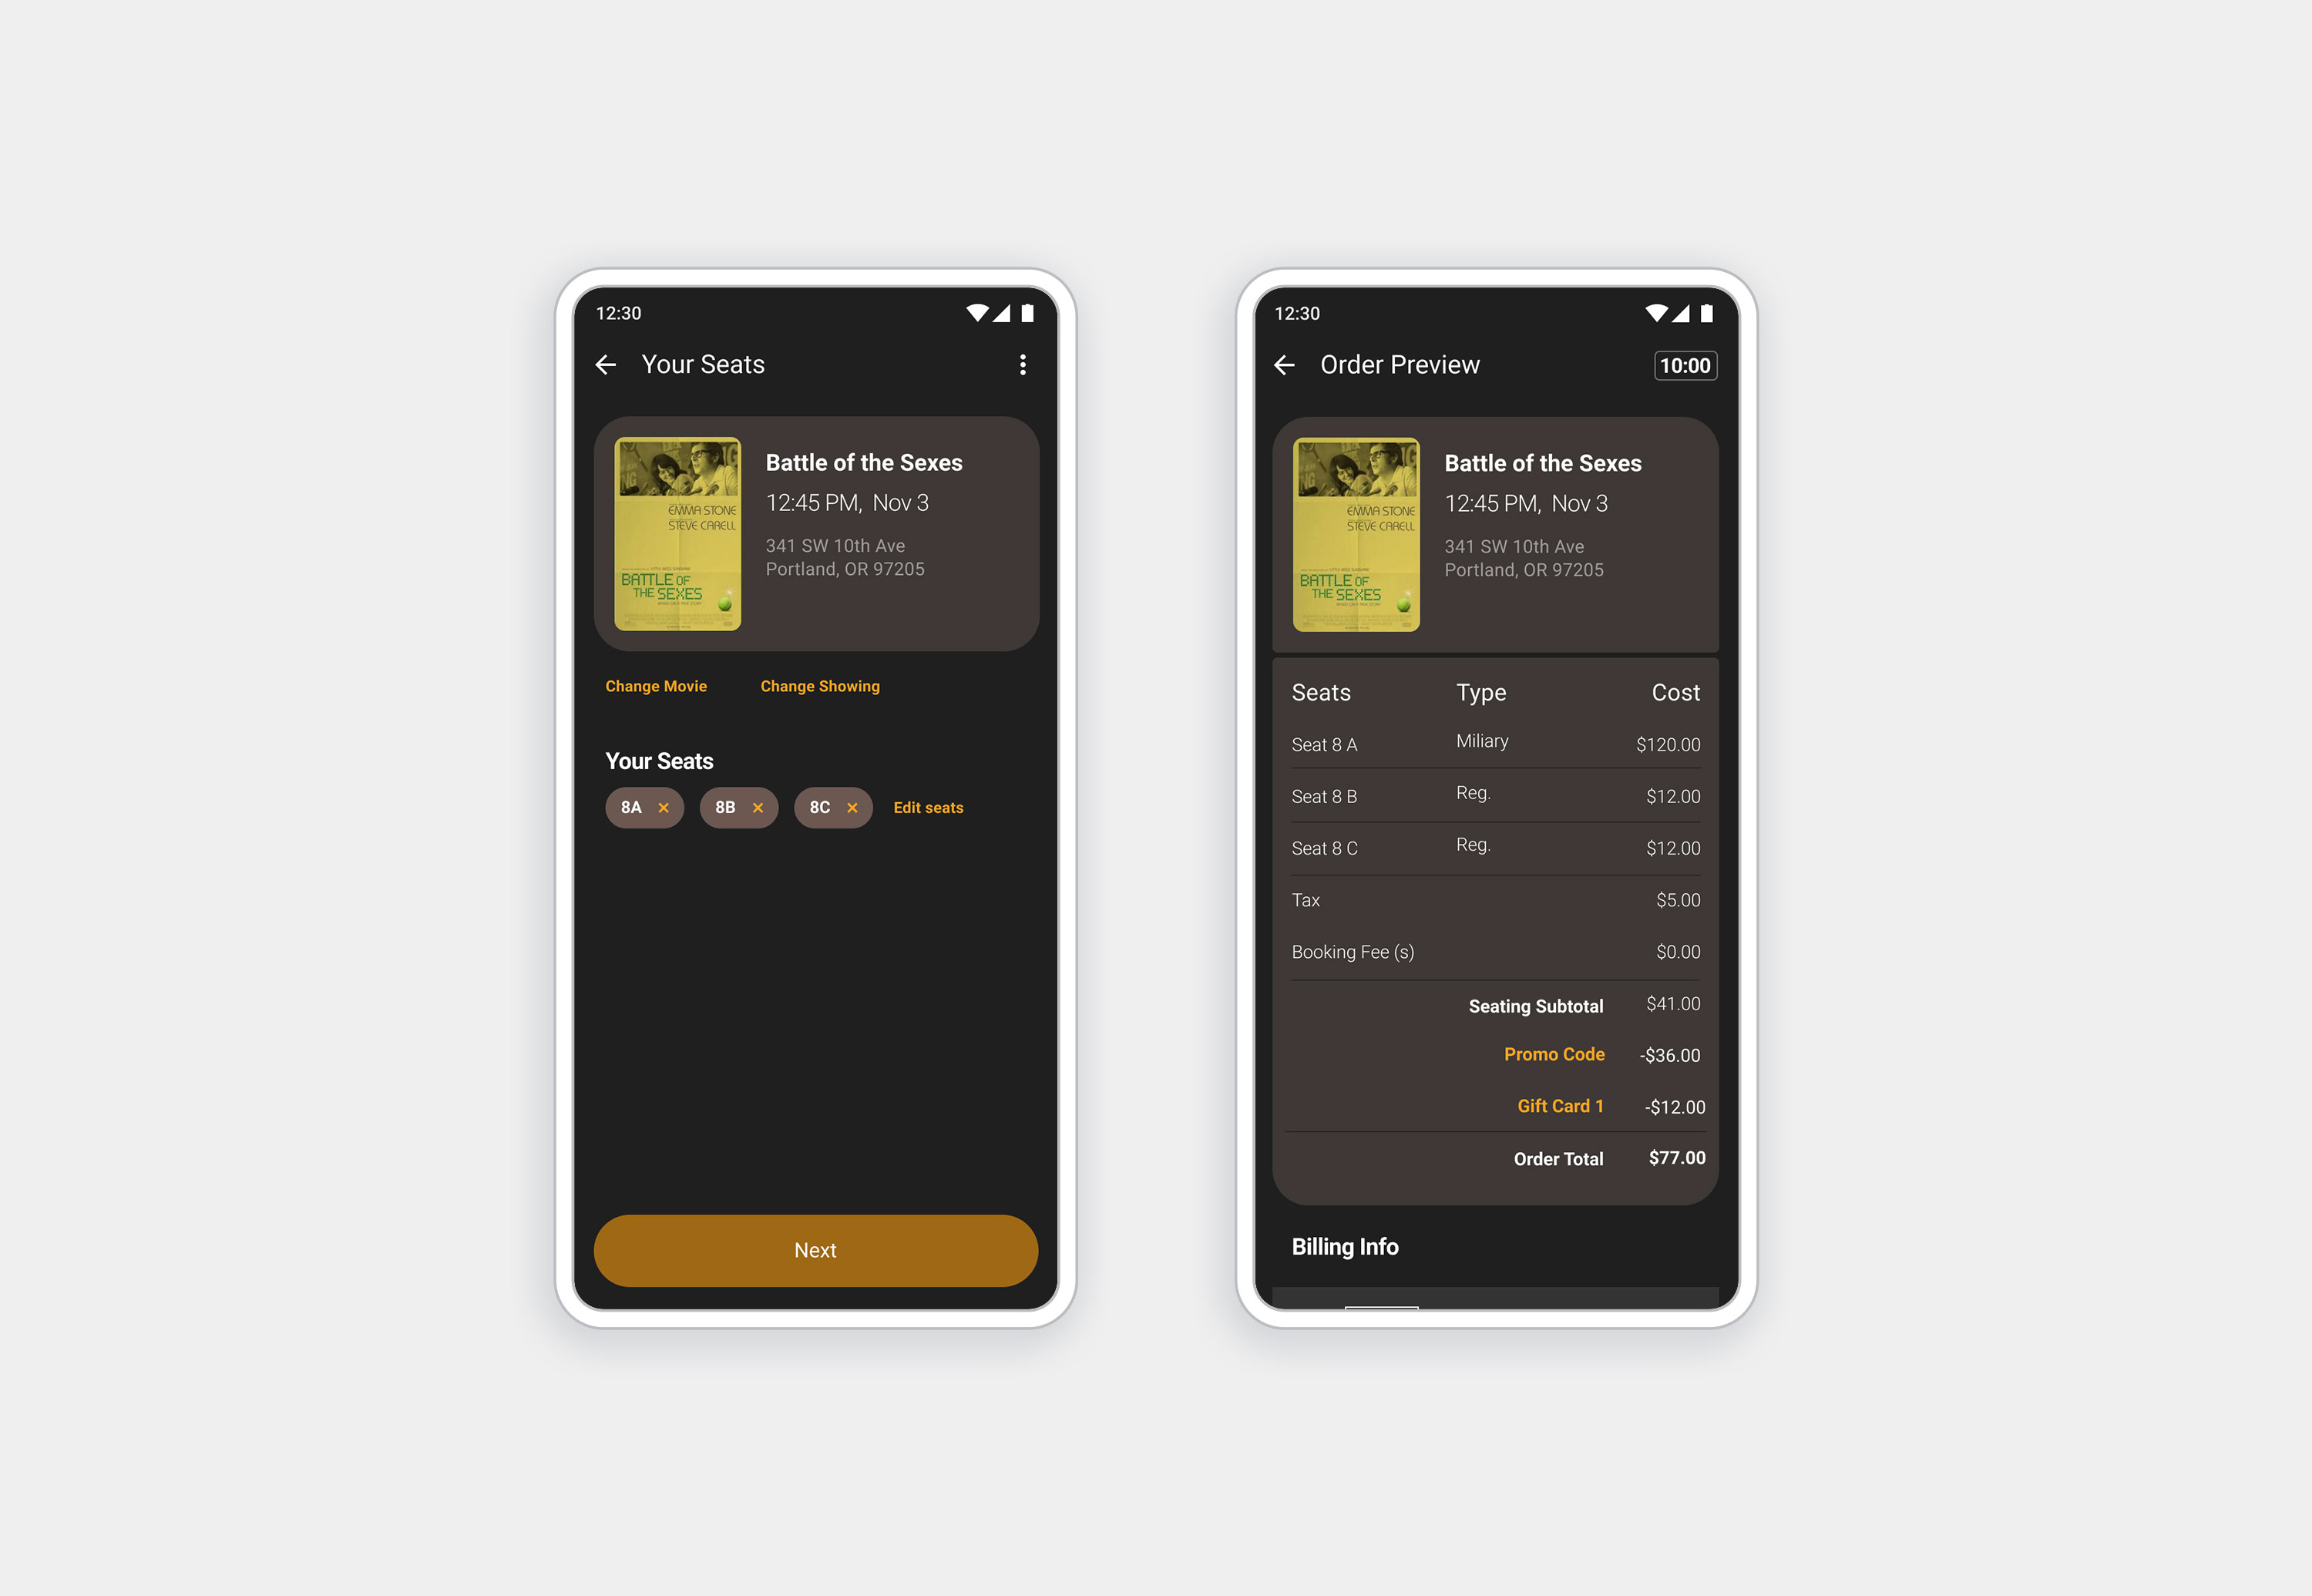 12:30
Your Seats
EMMA STONE
STEVE CARELL
BATTLE OF
THE SEXES
Battle of the Sexes
12:45 PM, Nov 3
341 SW 10th Ave
Portland, OR 97205
Change Movie Change Showing
Your Seats
8A × 8B × 8C × Edit seats
Next
12:30
Order Preview 10:00
EMMA STONE
STEVE CARELL
BATTLE OF
THE SEXES
Battle of the Sexes
12:45 PM, Nov 3
341 SW 10th Ave
Portland, OR 97205
Seats Type Cost
Seat 8 A Miliary $120.00
Seat 8 B Reg. $12.00
Seat 8 C Reg. $12.00
Tax $5.00
Booking Fee (s) $0.00
Seating Subtotal $41.00
Promo Code -$36.00
Gift Card 1 -$12.00
Order Total $77.00
Billing Info